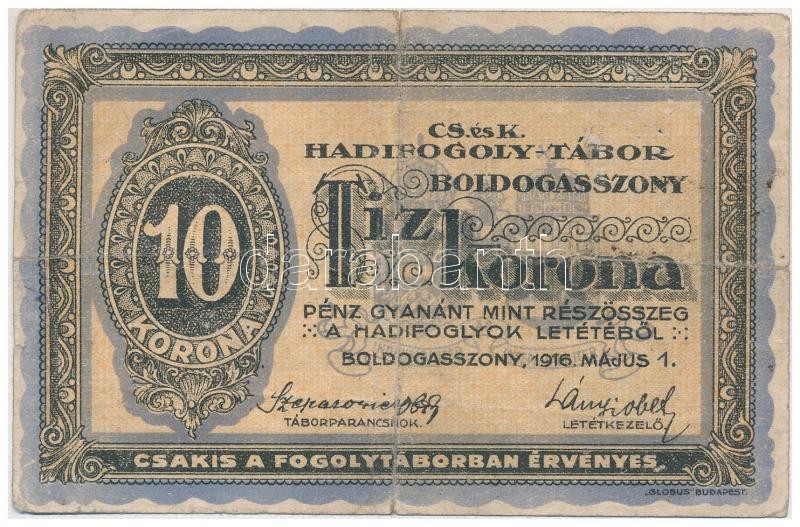 CS. és K.
HADIFOGOLY-TÁBOR
BOLDOGASSZONY
10
KORONA
Tiz korona
darabanth
PÉNZ GYANÁNT MINT RÉSZÖSSZEG
A HADIFOGLYOK LETÉTÉBŐL
BOLDOGASSZONY, 1916. MÁJUS 1.
TÁBORPARANCSNOK.
LETÉTKEZELŐ.
CSAKIS A FOGOLYTÁBORBAN ÉRVÉNYES.
„GLOBUS" BUDAPEST.